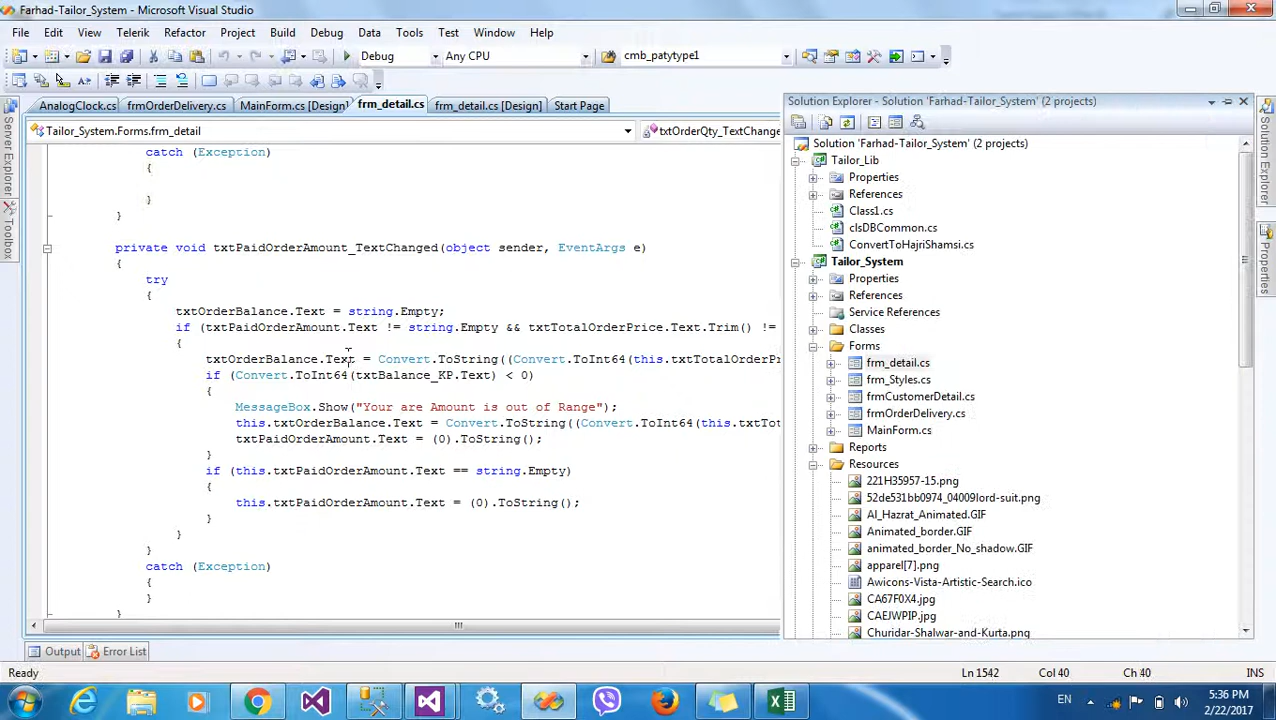 Farhad-Tailor_System - Microsoft Visual Studio
File Edit View Telerik Refactor Project Build Debug Data Tools Test Window Help
Debug Any CPU cmb_patytype1
AnalogClock.cs frmOrderDelivery.cs MainForm.cs [Design] frm_detail.cs frm_detail.cs [Design] Start Page
Tailor_System.Forms.frm_detail txtOrderQty_TextChange
catch (Exception)
{
}
}
private void txtPaidOrderAmount_TextChanged(object sender, EventArgs e)
{
try
{
txtOrderBalance.Text = string.Empty;
if (txtPaidOrderAmount.Text != string.Empty && txtTotalOrderPrice.Text.Trim() !=
{
txtOrderBalance.Text = Convert.ToString((Convert.ToInt64(this.txtTotalOrderPr
if (Convert.ToInt64(txtBalance_KP.Text) < 0)
{
MessageBox.Show("Your are Amount is out of Range");
this.txtOrderBalance.Text = Convert.ToString((Convert.ToInt64(this.txtTot
txtPaidOrderAmount.Text = (0).ToString();
}
if (this.txtPaidOrderAmount.Text == string.Empty)
{
this.txtPaidOrderAmount.Text = (0).ToString();
}
}
}
catch (Exception)
{
}
}
Solution Explorer - Solution 'Farhad-Tailor_System' (2 projects)
Solution 'Farhad-Tailor_System' (2 projects)
Tailor_Lib
Properties
References
Class1.cs
clsDBCommon.cs
ConvertToHajriShamsi.cs
Tailor_System
Properties
References
Service References
Classes
Forms
frm_detail.cs
frm_Styles.cs
frmCustomerDetail.cs
frmOrderDelivery.cs
MainForm.cs
Reports
Resources
221H35957-15.png
52de531bb0974_04009lord-suit.png
Al_Hazrat_Animated.GIF
Animated_border.GIF
animated_border_No_shadow.GIF
apparel[7].png
Awicons-Vista-Artistic-Search.ico
CA67F0X4.jpg
CAEJWPIP.jpg
Churidar-Shalwar-and-Kurta.png
Server Explorer
Toolbox
Solution Explorer
Properties
Output Error List
Ready Ln 1542 Col 40 Ch 40 INS
EN 5:36 PM
2/22/2017